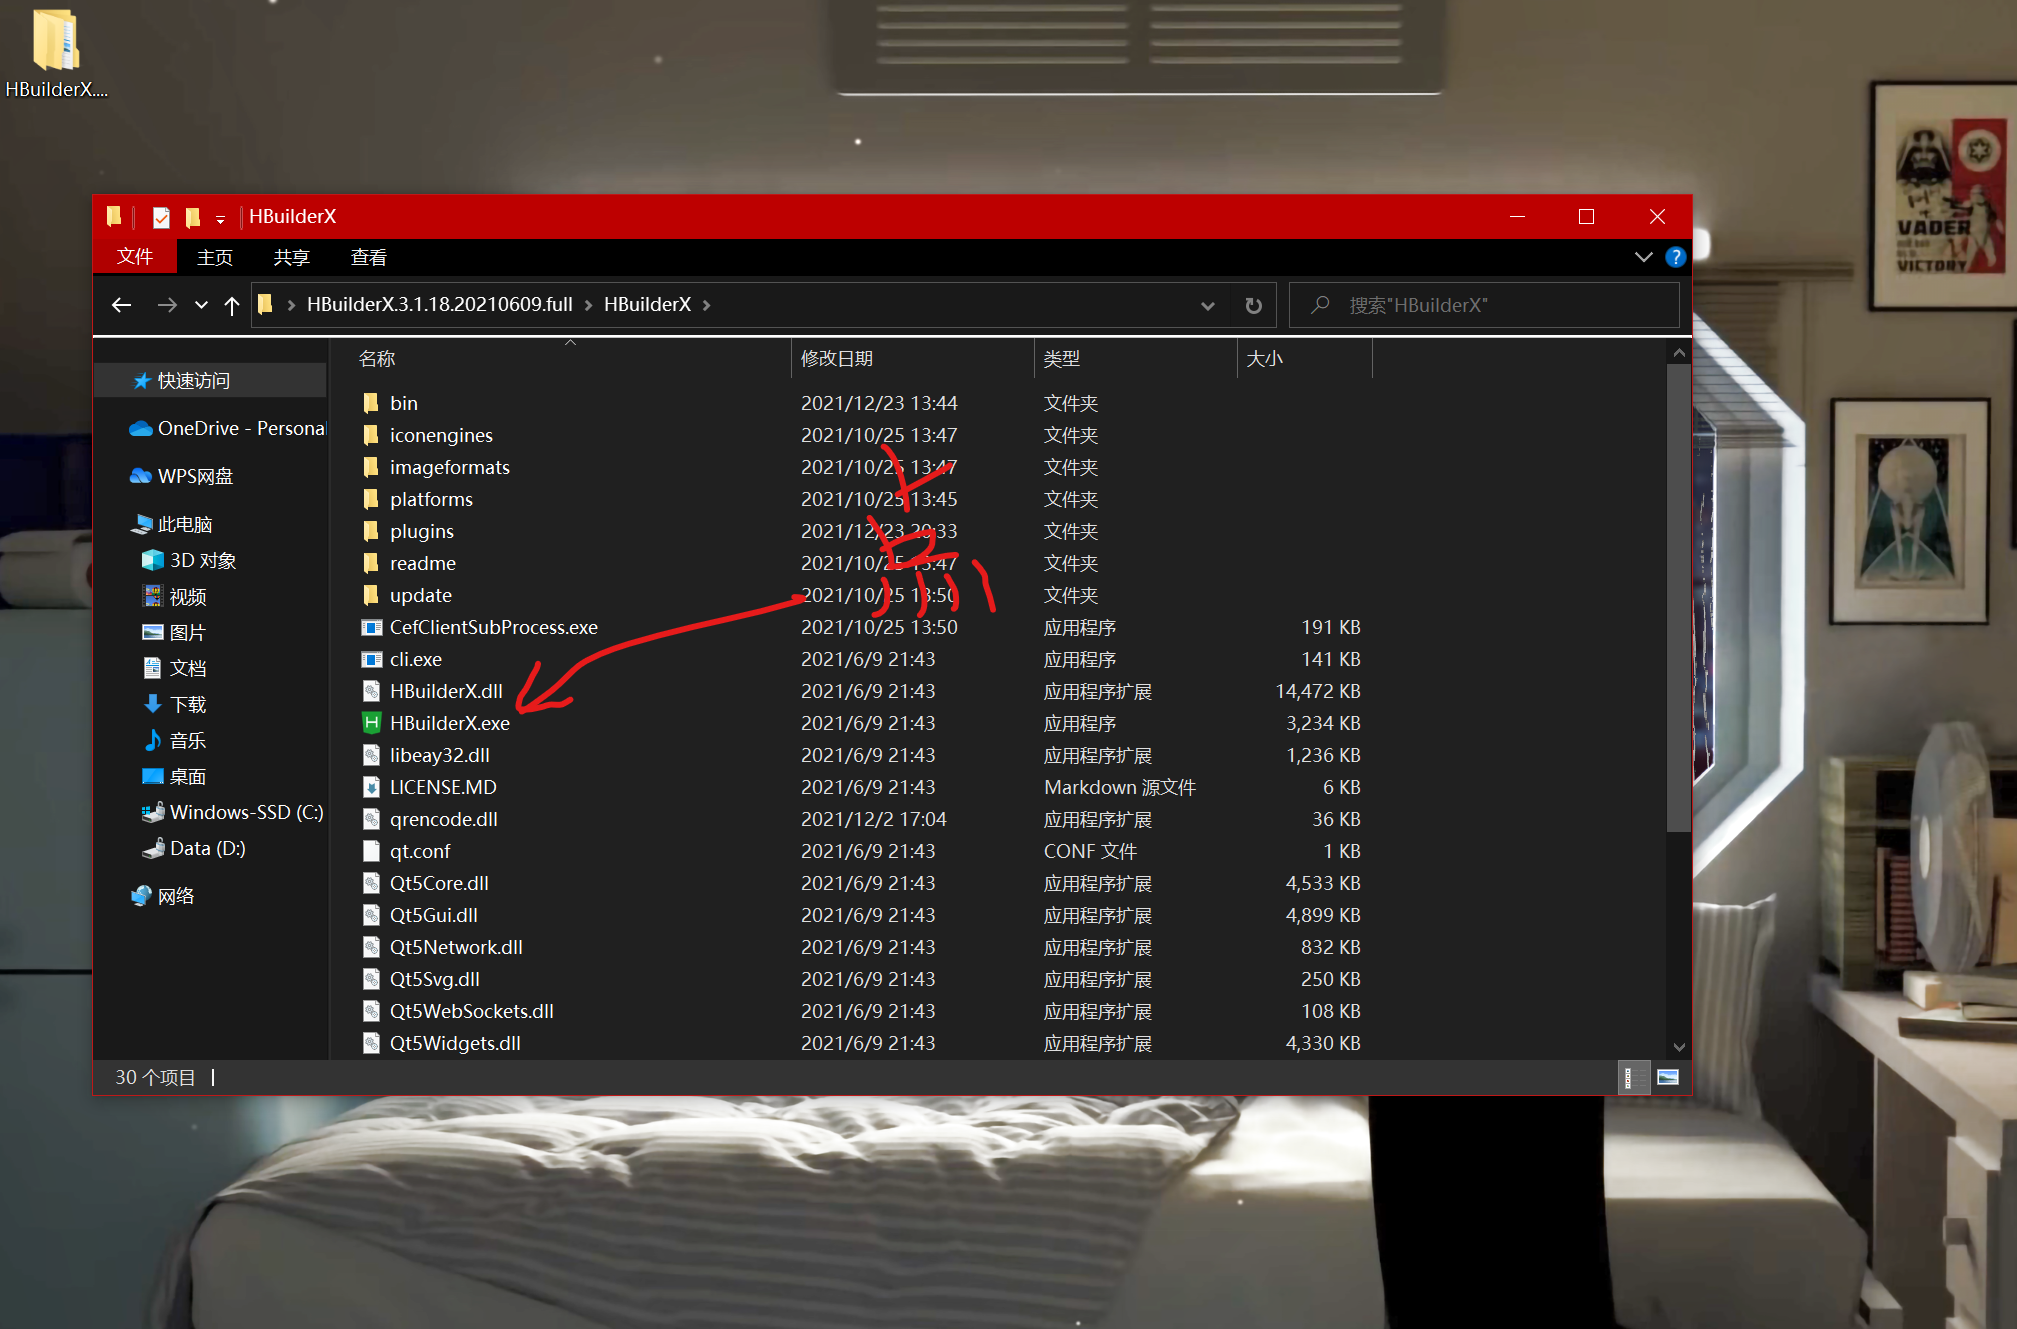 HBuilderX....
VADER
VICTORY
HBuilderX
文件 主页 共享 查看
HBuilderX.3.1.18.20210609.full HBuilderX
搜索"HBuilderX"
快速访问
OneDrive - Persona
WPS网盘
此电脑
3D 对象
视频
图片
文档
下载
音乐
桌面
Windows-SSD (C:)
Data (D:)
网络
名称 修改日期 类型 大小
bin 2021/12/23 13:44 文件夹
iconengines 2021/10/25 13:47 文件夹
imageformats 2021/10/25 13:47 文件夹
platforms 2021/10/25 13:45 文件夹
plugins 2021/12/23 20:33 文件夹
readme 2021/10/25 13:47 文件夹
update 2021/10/25 13:50 文件夹
CefClientSubProcess.exe 2021/10/25 13:50 应用程序 191 KB
cli.exe 2021/6/9 21:43 应用程序 141 KB
HBuilderX.dll 2021/6/9 21:43 应用程序扩展 14,472 KB
HBuilderX.exe 2021/6/9 21:43 应用程序 3,234 KB
libeay32.dll 2021/6/9 21:43 应用程序扩展 1,236 KB
LICENSE.MD 2021/6/9 21:43 Markdown 源文件 6 KB
qrencode.dll 2021/12/2 17:04 应用程序扩展 36 KB
qt.conf 2021/6/9 21:43 CONF 文件 1 KB
Qt5Core.dll 2021/6/9 21:43 应用程序扩展 4,533 KB
Qt5Gui.dll 2021/6/9 21:43 应用程序扩展 4,899 KB
Qt5Network.dll 2021/6/9 21:43 应用程序扩展 832 KB
Qt5Svg.dll 2021/6/9 21:43 应用程序扩展 250 KB
Qt5WebSockets.dll 2021/6/9 21:43 应用程序扩展 108 KB
Qt5Widgets.dll 2021/6/9 21:43 应用程序扩展 4,330 KB
点
30 个项目